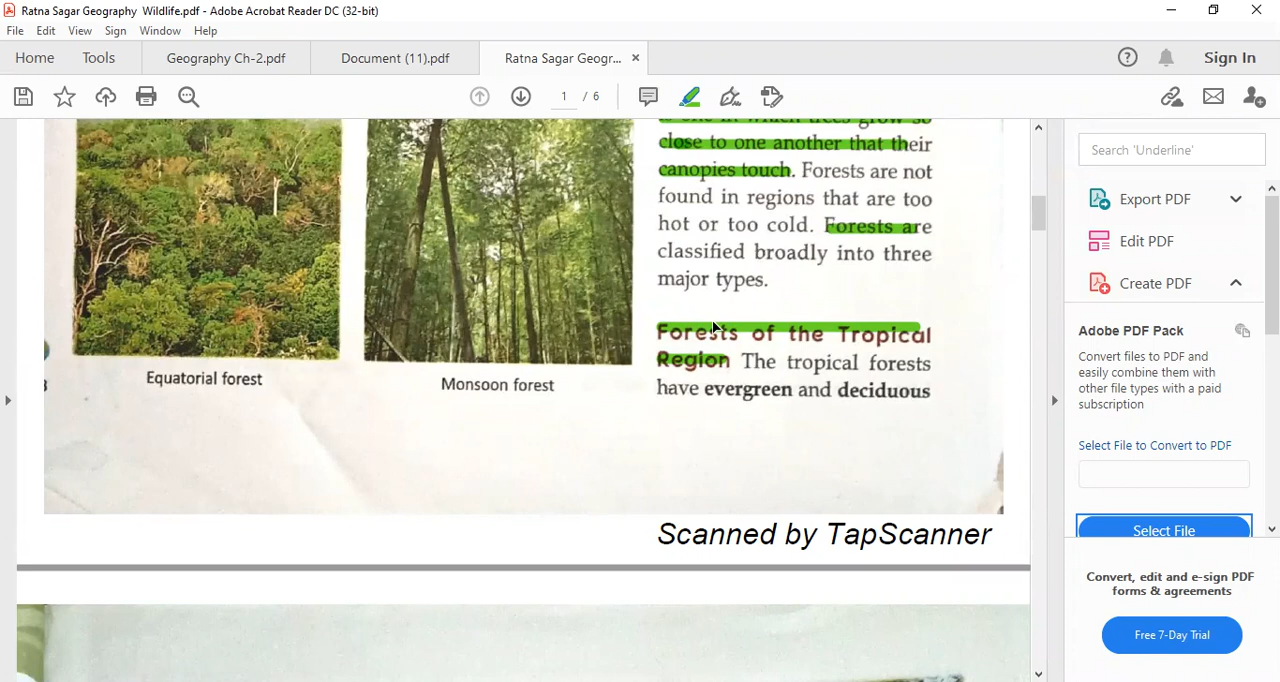 Ratna Sagar Geography Wildlife.pdf - Adobe Acrobat Reader DC (32-bit)
File Edit View Sign Window Help
Home Tools Geography Ch-2.pdf Document (11).pdf Ratna Sagar Geogr... × Sign In
1 / 6
close to one another that their
canopies touch. Forests are not
found in regions that are too
hot or too cold. Forests are
classified broadly into three
major types.
Forests of the Tropical
Region The tropical forests
have evergreen and deciduous
Equatorial forest
Monsoon forest
Scanned by TapScanner
Search 'Underline'
Export PDF
Edit PDF
Create PDF
Adobe PDF Pack
Convert files to PDF and
easily combine them with
other file types with a paid
subscription
Select File to Convert to PDF
Select File
Convert, edit and e-sign PDF
forms & agreements
Free 7-Day Trial